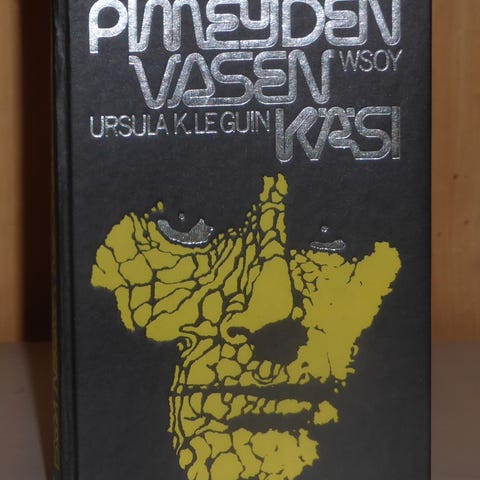 PIMEYDEN
VASEN WSOY
URSULA K. LE GUIN KÄSI